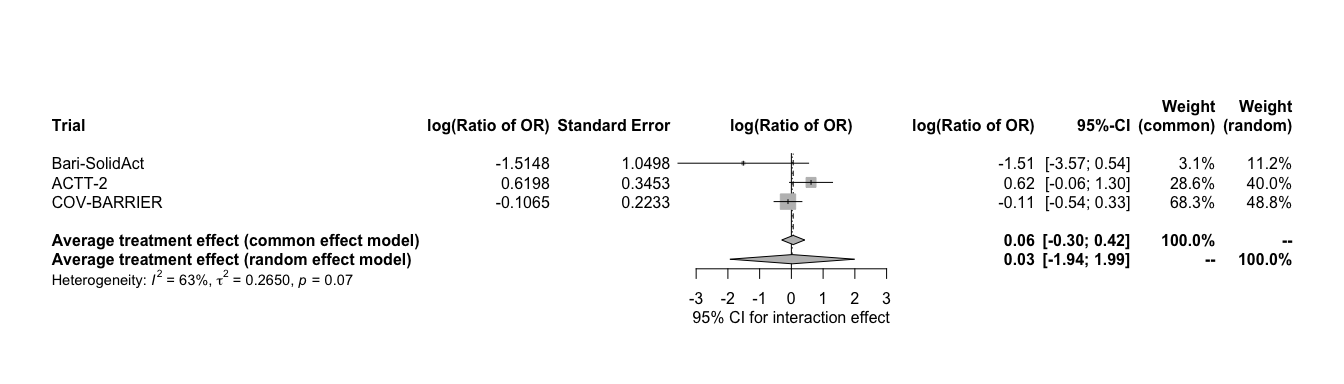 Weight Weight
Trial log(Ratio of OR) Standard Error log(Ratio of OR) log(Ratio of OR) 95%-CI (common) (random)
Bari-SolidAct -1.5148 1.0498 -1.51 [-3.57; 0.54] 3.1% 11.2%
ACTT-2 0.6198 0.3453 0.62 [-0.06; 1.30] 28.6% 40.0%
COV-BARRIER -0.1065 0.2233 -0.11 [-0.54; 0.33] 68.3% 48.8%
Average treatment effect (common effect model) 0.06 [-0.30; 0.42] 100.0% --
Average treatment effect (random effect model) 0.03 [-1.94; 1.99] -- 100.0%
Heterogeneity: I² = 63%, τ² = 0.2650, p = 0.07
-3 -2 -1 0 1 2 3
95% CI for interaction effect